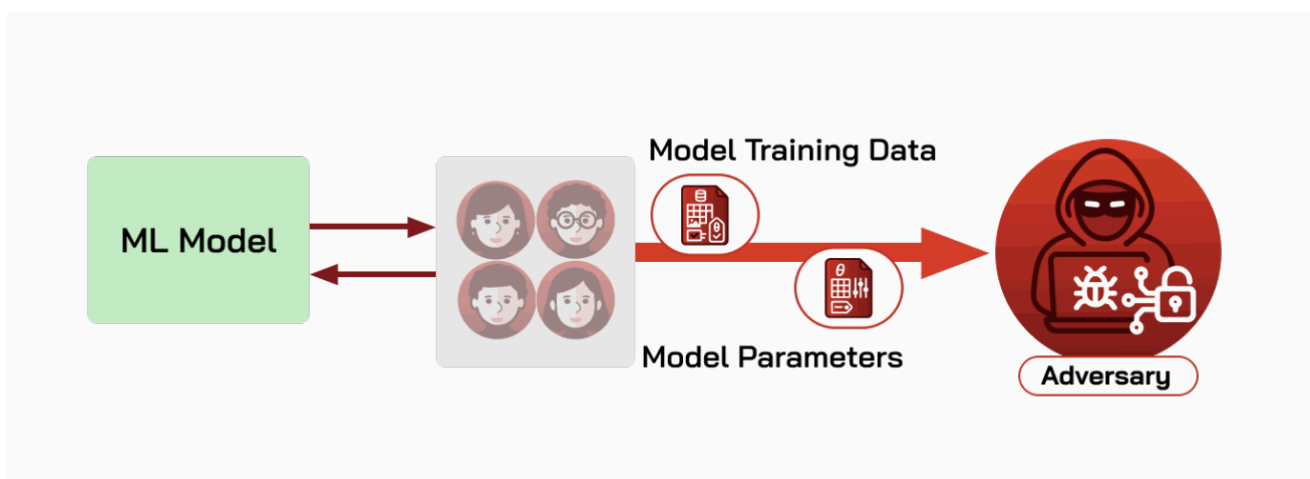 Model Training Data
ML Model
θ
Model Parameters
Adversary